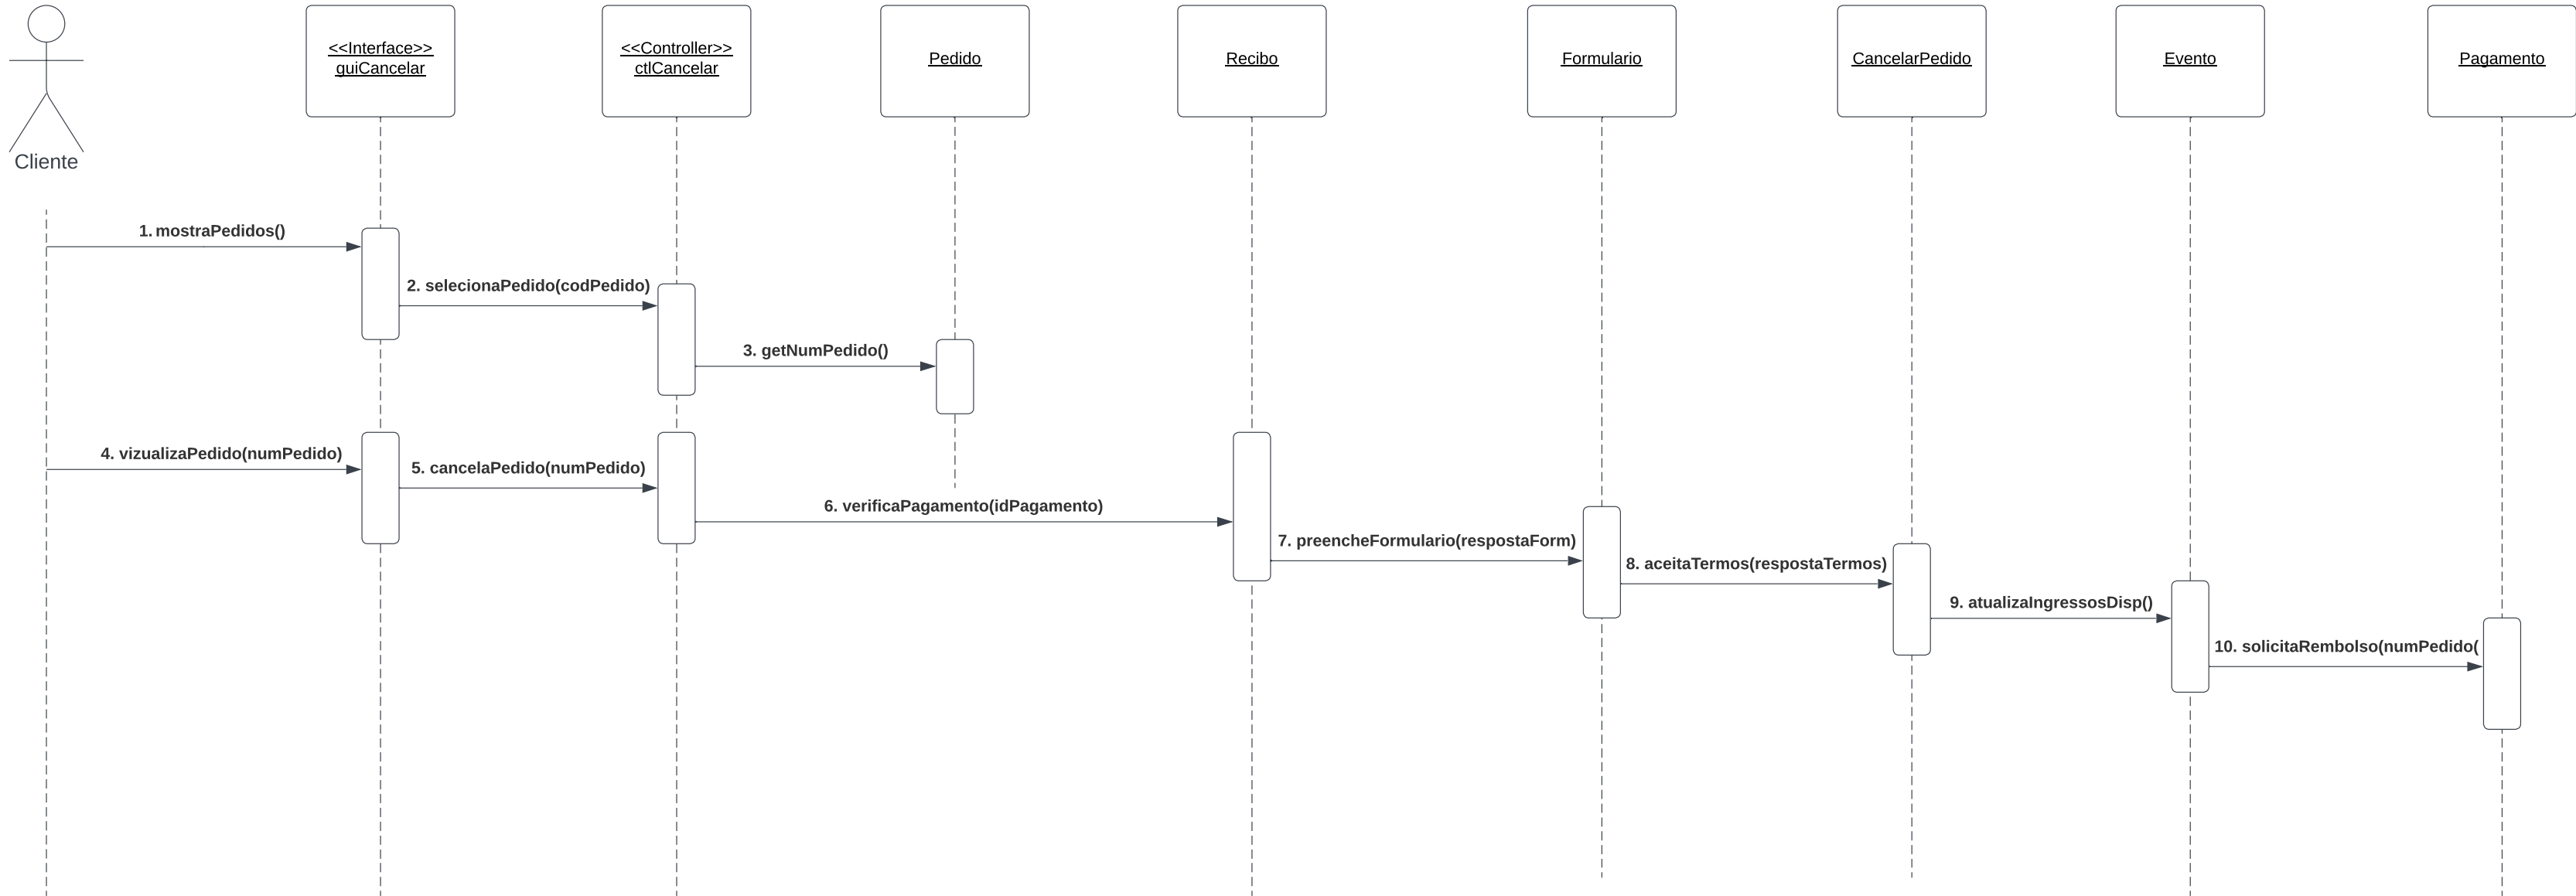 <<Interface>>
guiCancelar
<<Controller>>
ctlCancelar
Pedido
Recibo
Formulario
CancelarPedido
Evento
Pagamento
Cliente
1. mostraPedidos()
2. selecionaPedido(codPedido)
3. getNumPedido()
4. vizualizaPedido(numPedido)
5. cancelaPedido(numPedido)
6. verificaPagamento(idPagamento)
7. preencheFormulario(respostaForm)
8. aceitaTermos(respostaTermos)
9. atualizaIngressosDisp()
10. solicitaRembolso(numPedido(